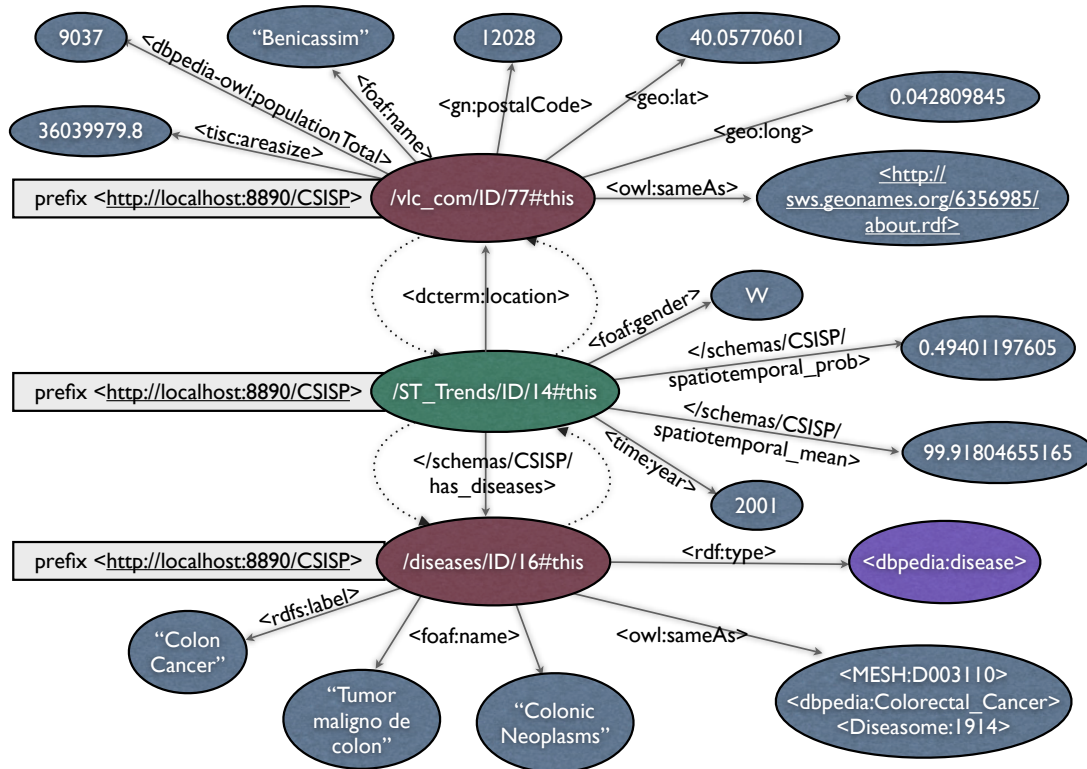 9037
“Benicassim”
12028
40.05770601
<dbpedia-owl:populationTotal>
<foaf:name>
<gn:postalCode>
<geo:lat>
0.042809845
36039979.8
<tisc:areasize>
<geo:long>
prefix <http://localhost:8890/CSISP>
/vlc_com/ID/77#this
<owl:sameAs>
<http://
sws.geonames.org/6356985/
about.rdf>
<dcterm:location>
<foaf:gender>
W
</schemas/CSISP/
spatiotemporal_prob>
0.49401197605
prefix <http://localhost:8890/CSISP>
/ST_Trends/ID/14#this
</schemas/CSISP/
spatiotemporal_mean>
99.91804655165
<time:year>
2001
</schemas/CSISP/
has_diseases>
prefix <http://localhost:8890/CSISP>
/diseases/ID/16#this
<rdf:type>
<dbpedia:disease>
<rdfs:label>
<foaf:name>
<owl:sameAs>
“Colon
Cancer”
“Tumor
maligno de
colon”
“Colonic
Neoplasms”
<MESH:D003110>
<dbpedia:Colorectal_Cancer>
<Diseasome:1914>